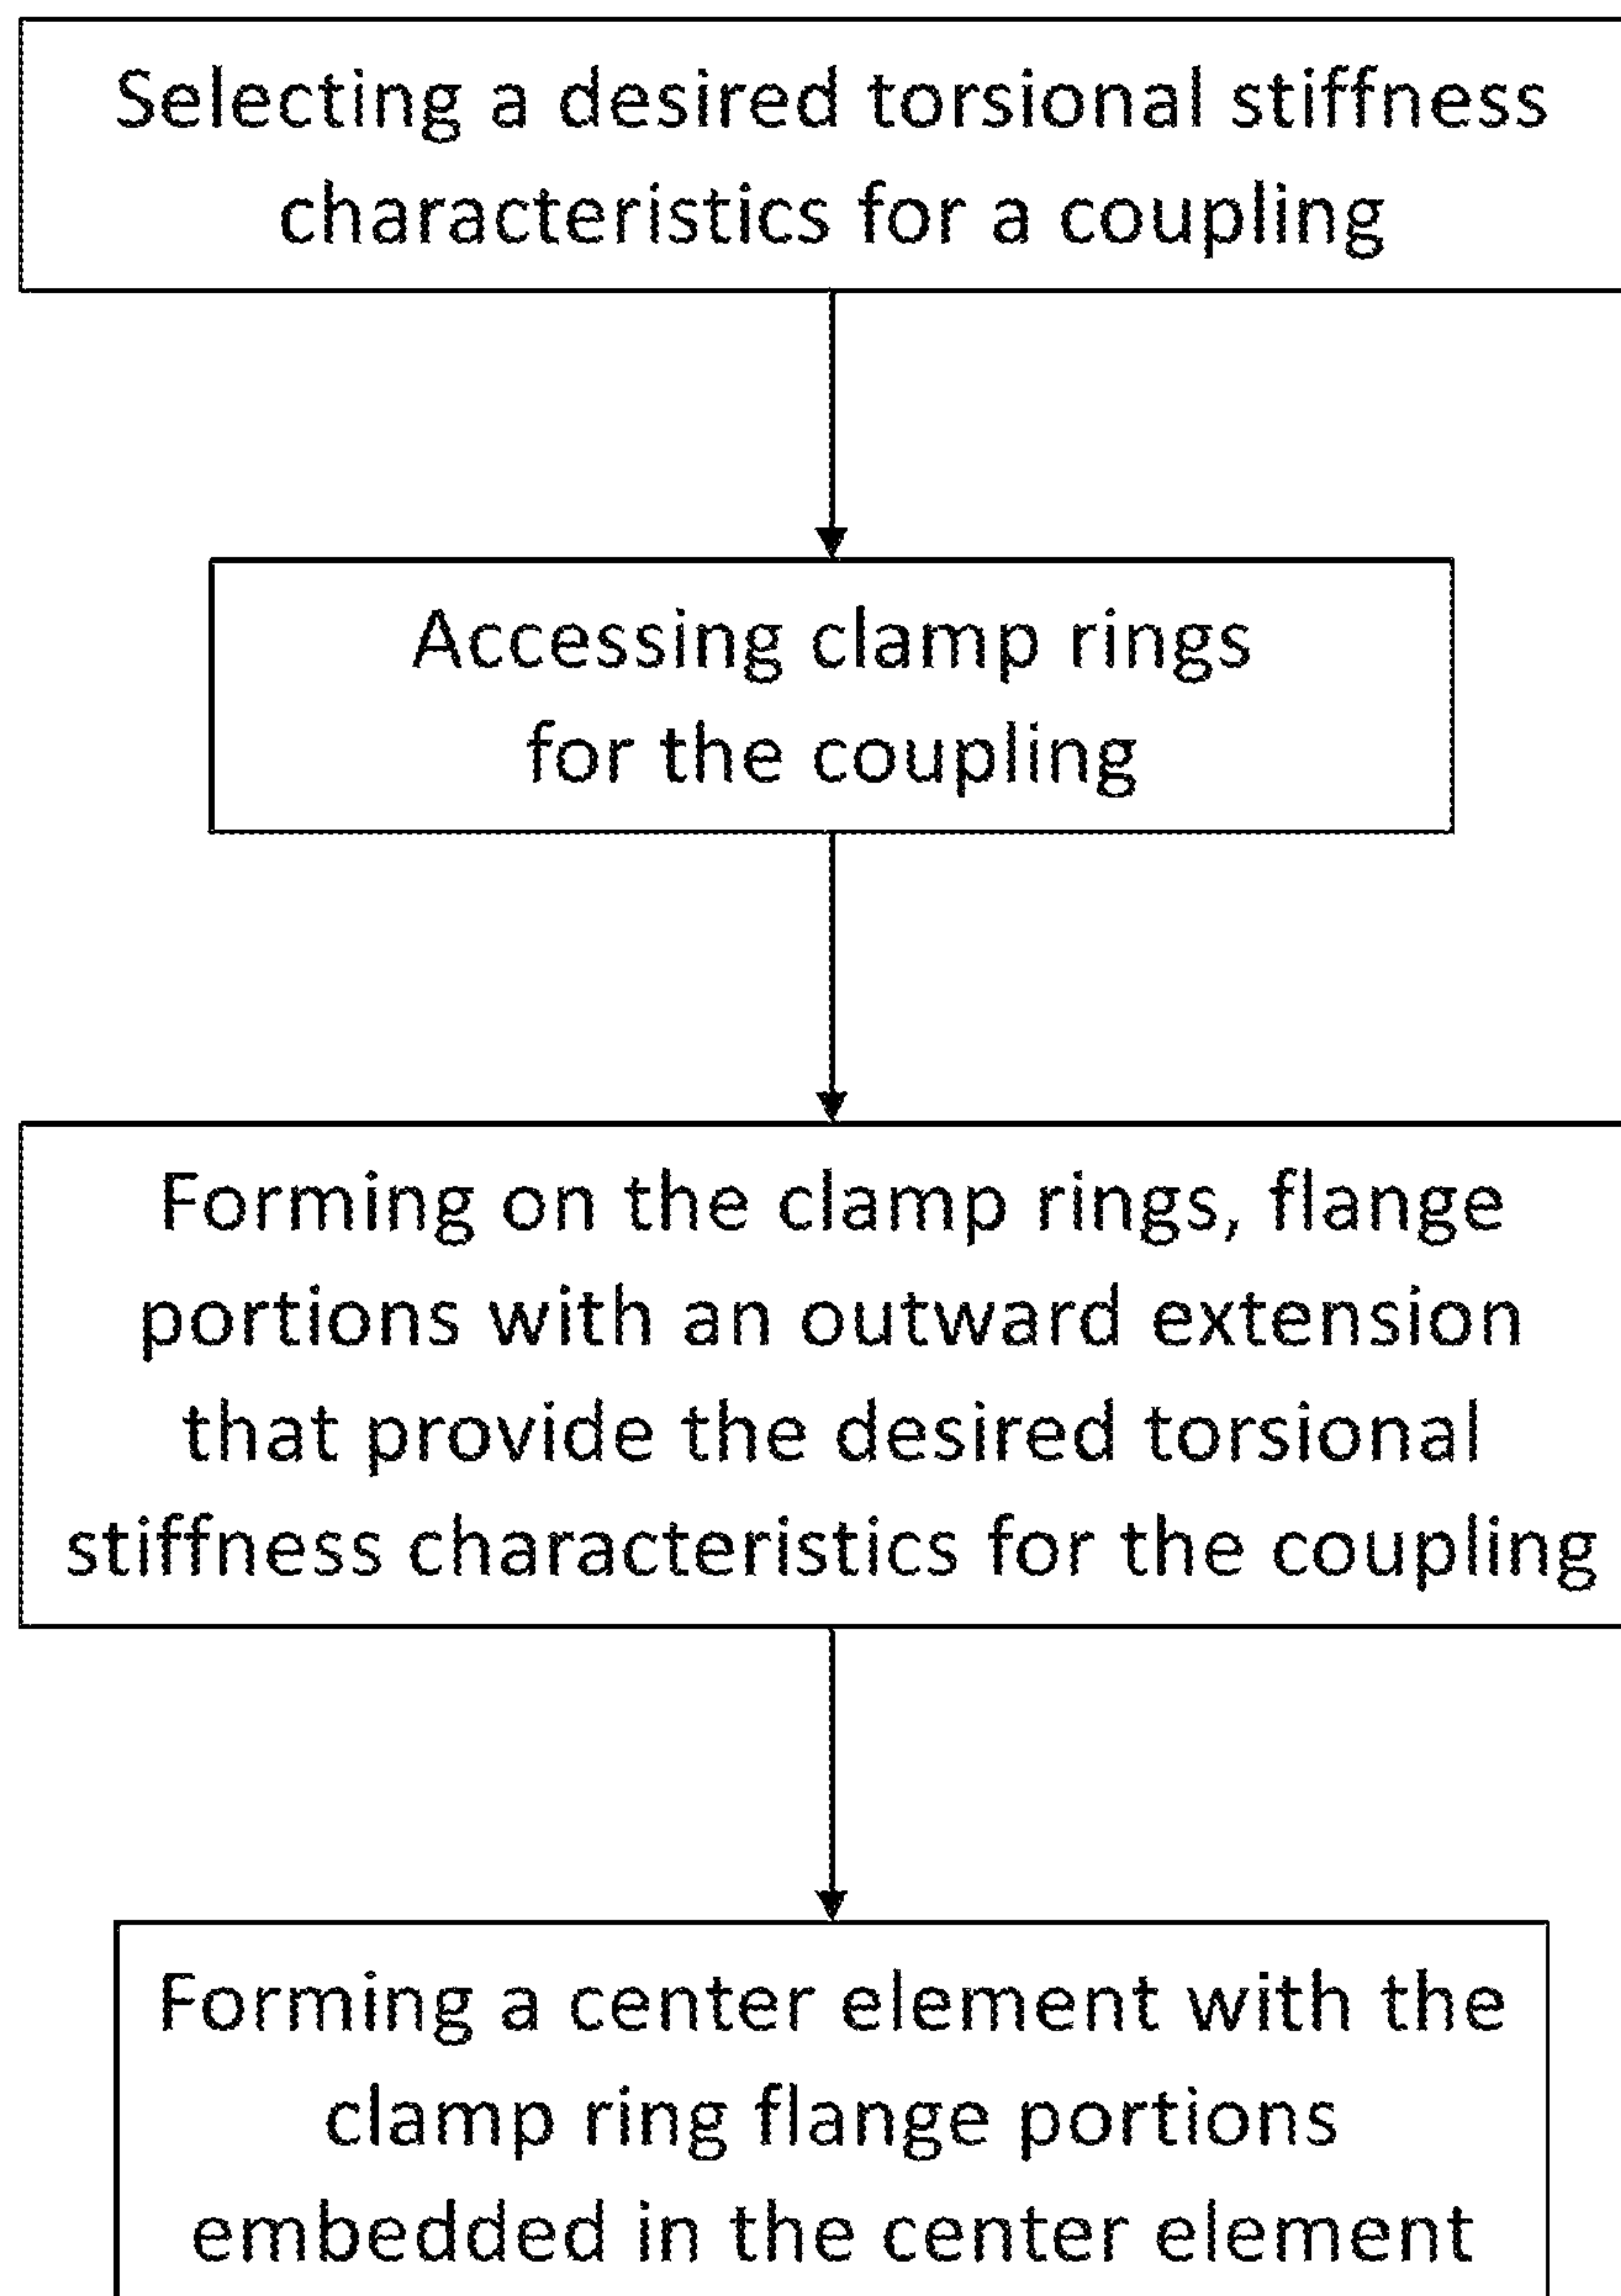 Selecting a desired torsional stiffness
characteristics for a coupling
Accessing clamp rings
for the coupling
Forming on the clamp rings, flange
portions with an outward extension
that provide the desired torsional
stiffness characteristics for the coupling
Forming a center element with the
clamp ring flange portions
embedded in the center element